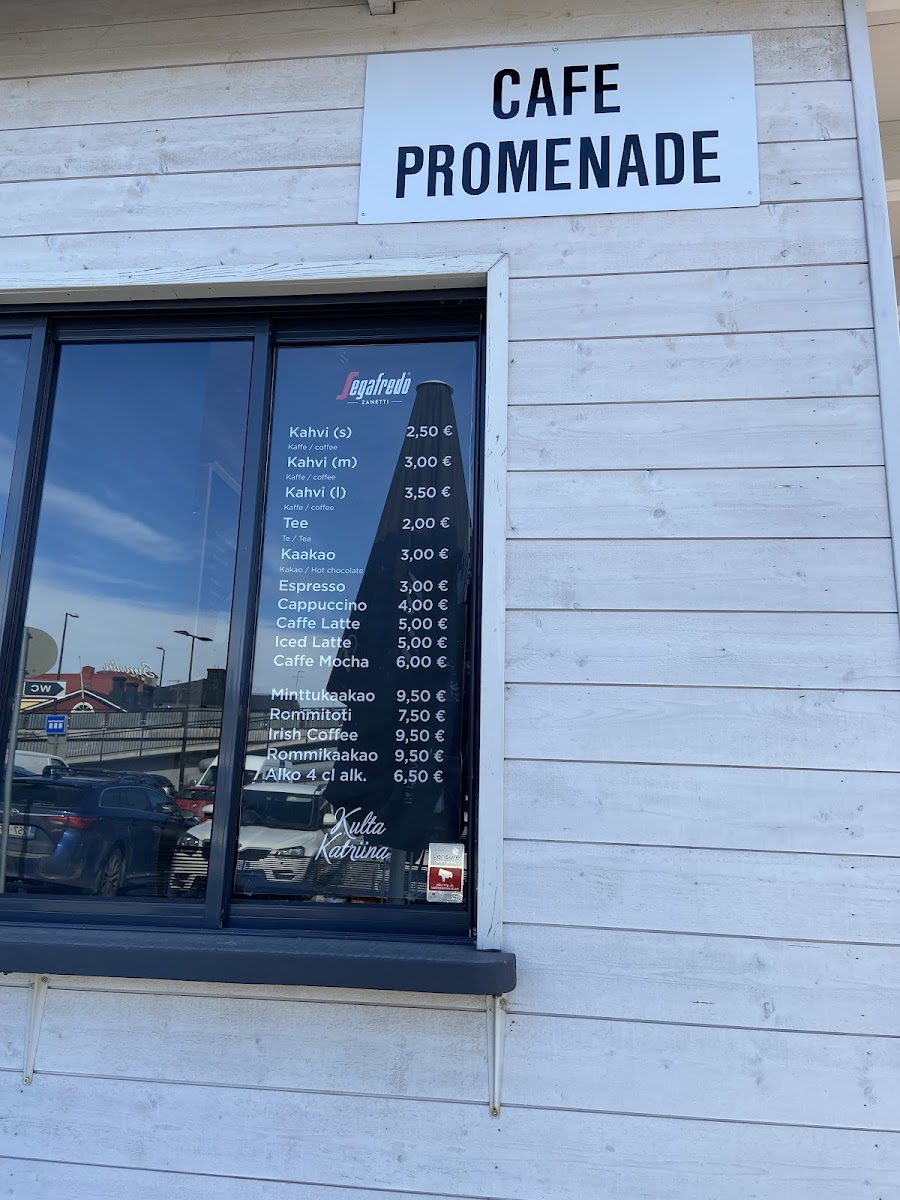 CAFE
PROMENADE
Segafredo
ZANETTI
Kahvi (s) 2,50 €
Kaffe / coffee
Kahvi (m) 3,00 €
Kaffe / coffee
Kahvi (l) 3,50 €
Kaffe / coffee
Tee 2,00 €
Te / Tea
Kaakao 3,00 €
Kakao / Hot chocolate
Espresso 3,00 €
Cappuccino 4,00 €
Caffe Latte 5,00 €
Iced Latte 5,00 €
Caffe Mocha 6,00 €
Minttukaakao 9,50 €
Rommitoti 7,50 €
Irish Coffee 9,50 €
Rommikaakao 9,50 €
Alko 4 cl alk. 6,50 €
Kulta
Katriina
WC